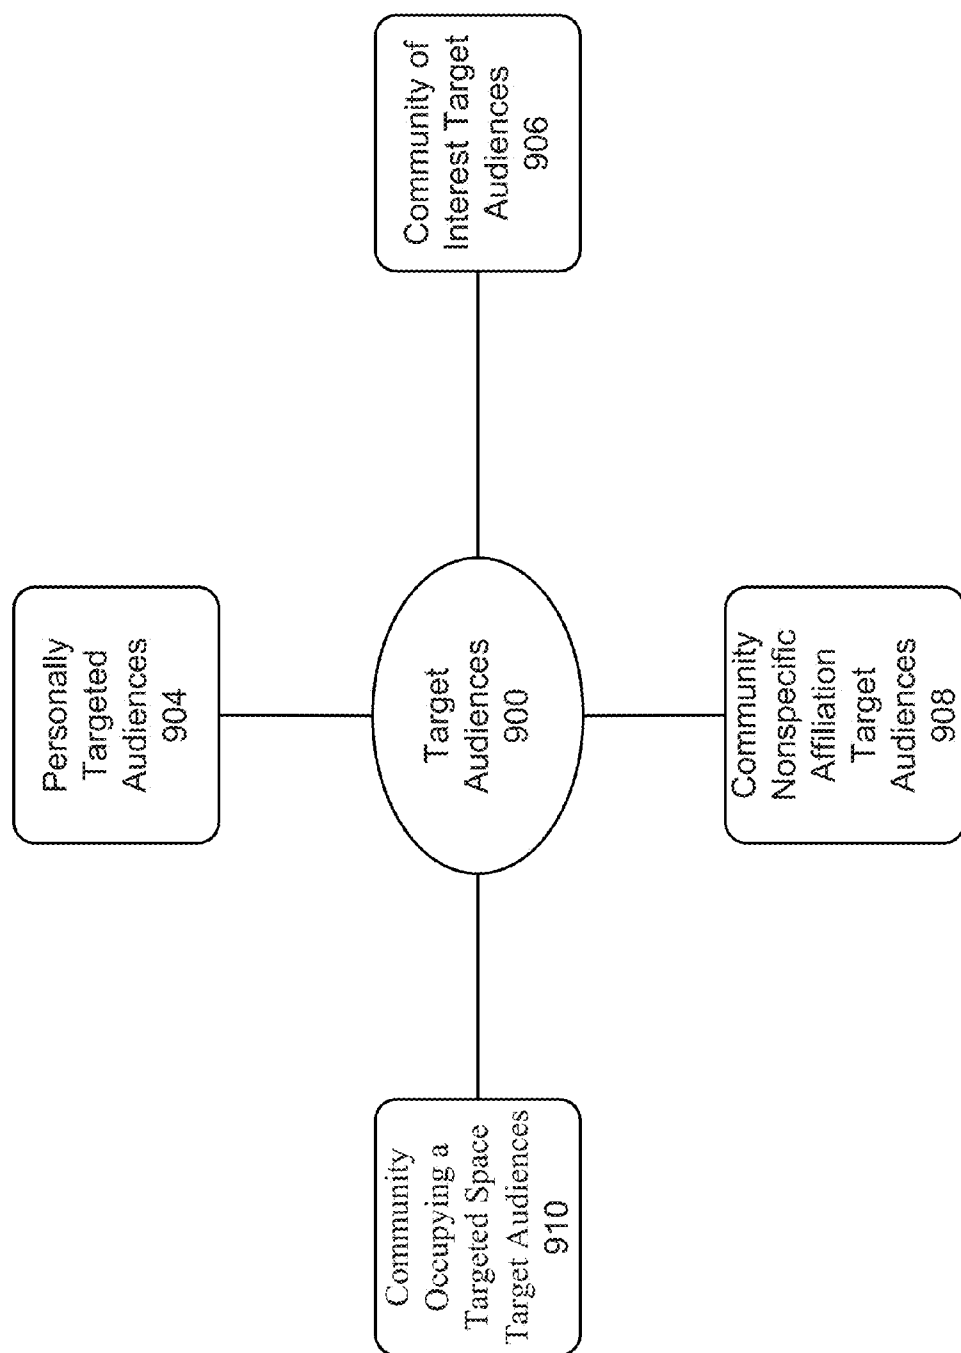 Personally
Targeted
Audiences
904
Community of
Interest Target
Audiences
906
Target
Audiences
900
Community
Occupying a
Targeted Space
Target Audiences
910
Community
Nonspecific
Affiliation
Target
Audiences
908